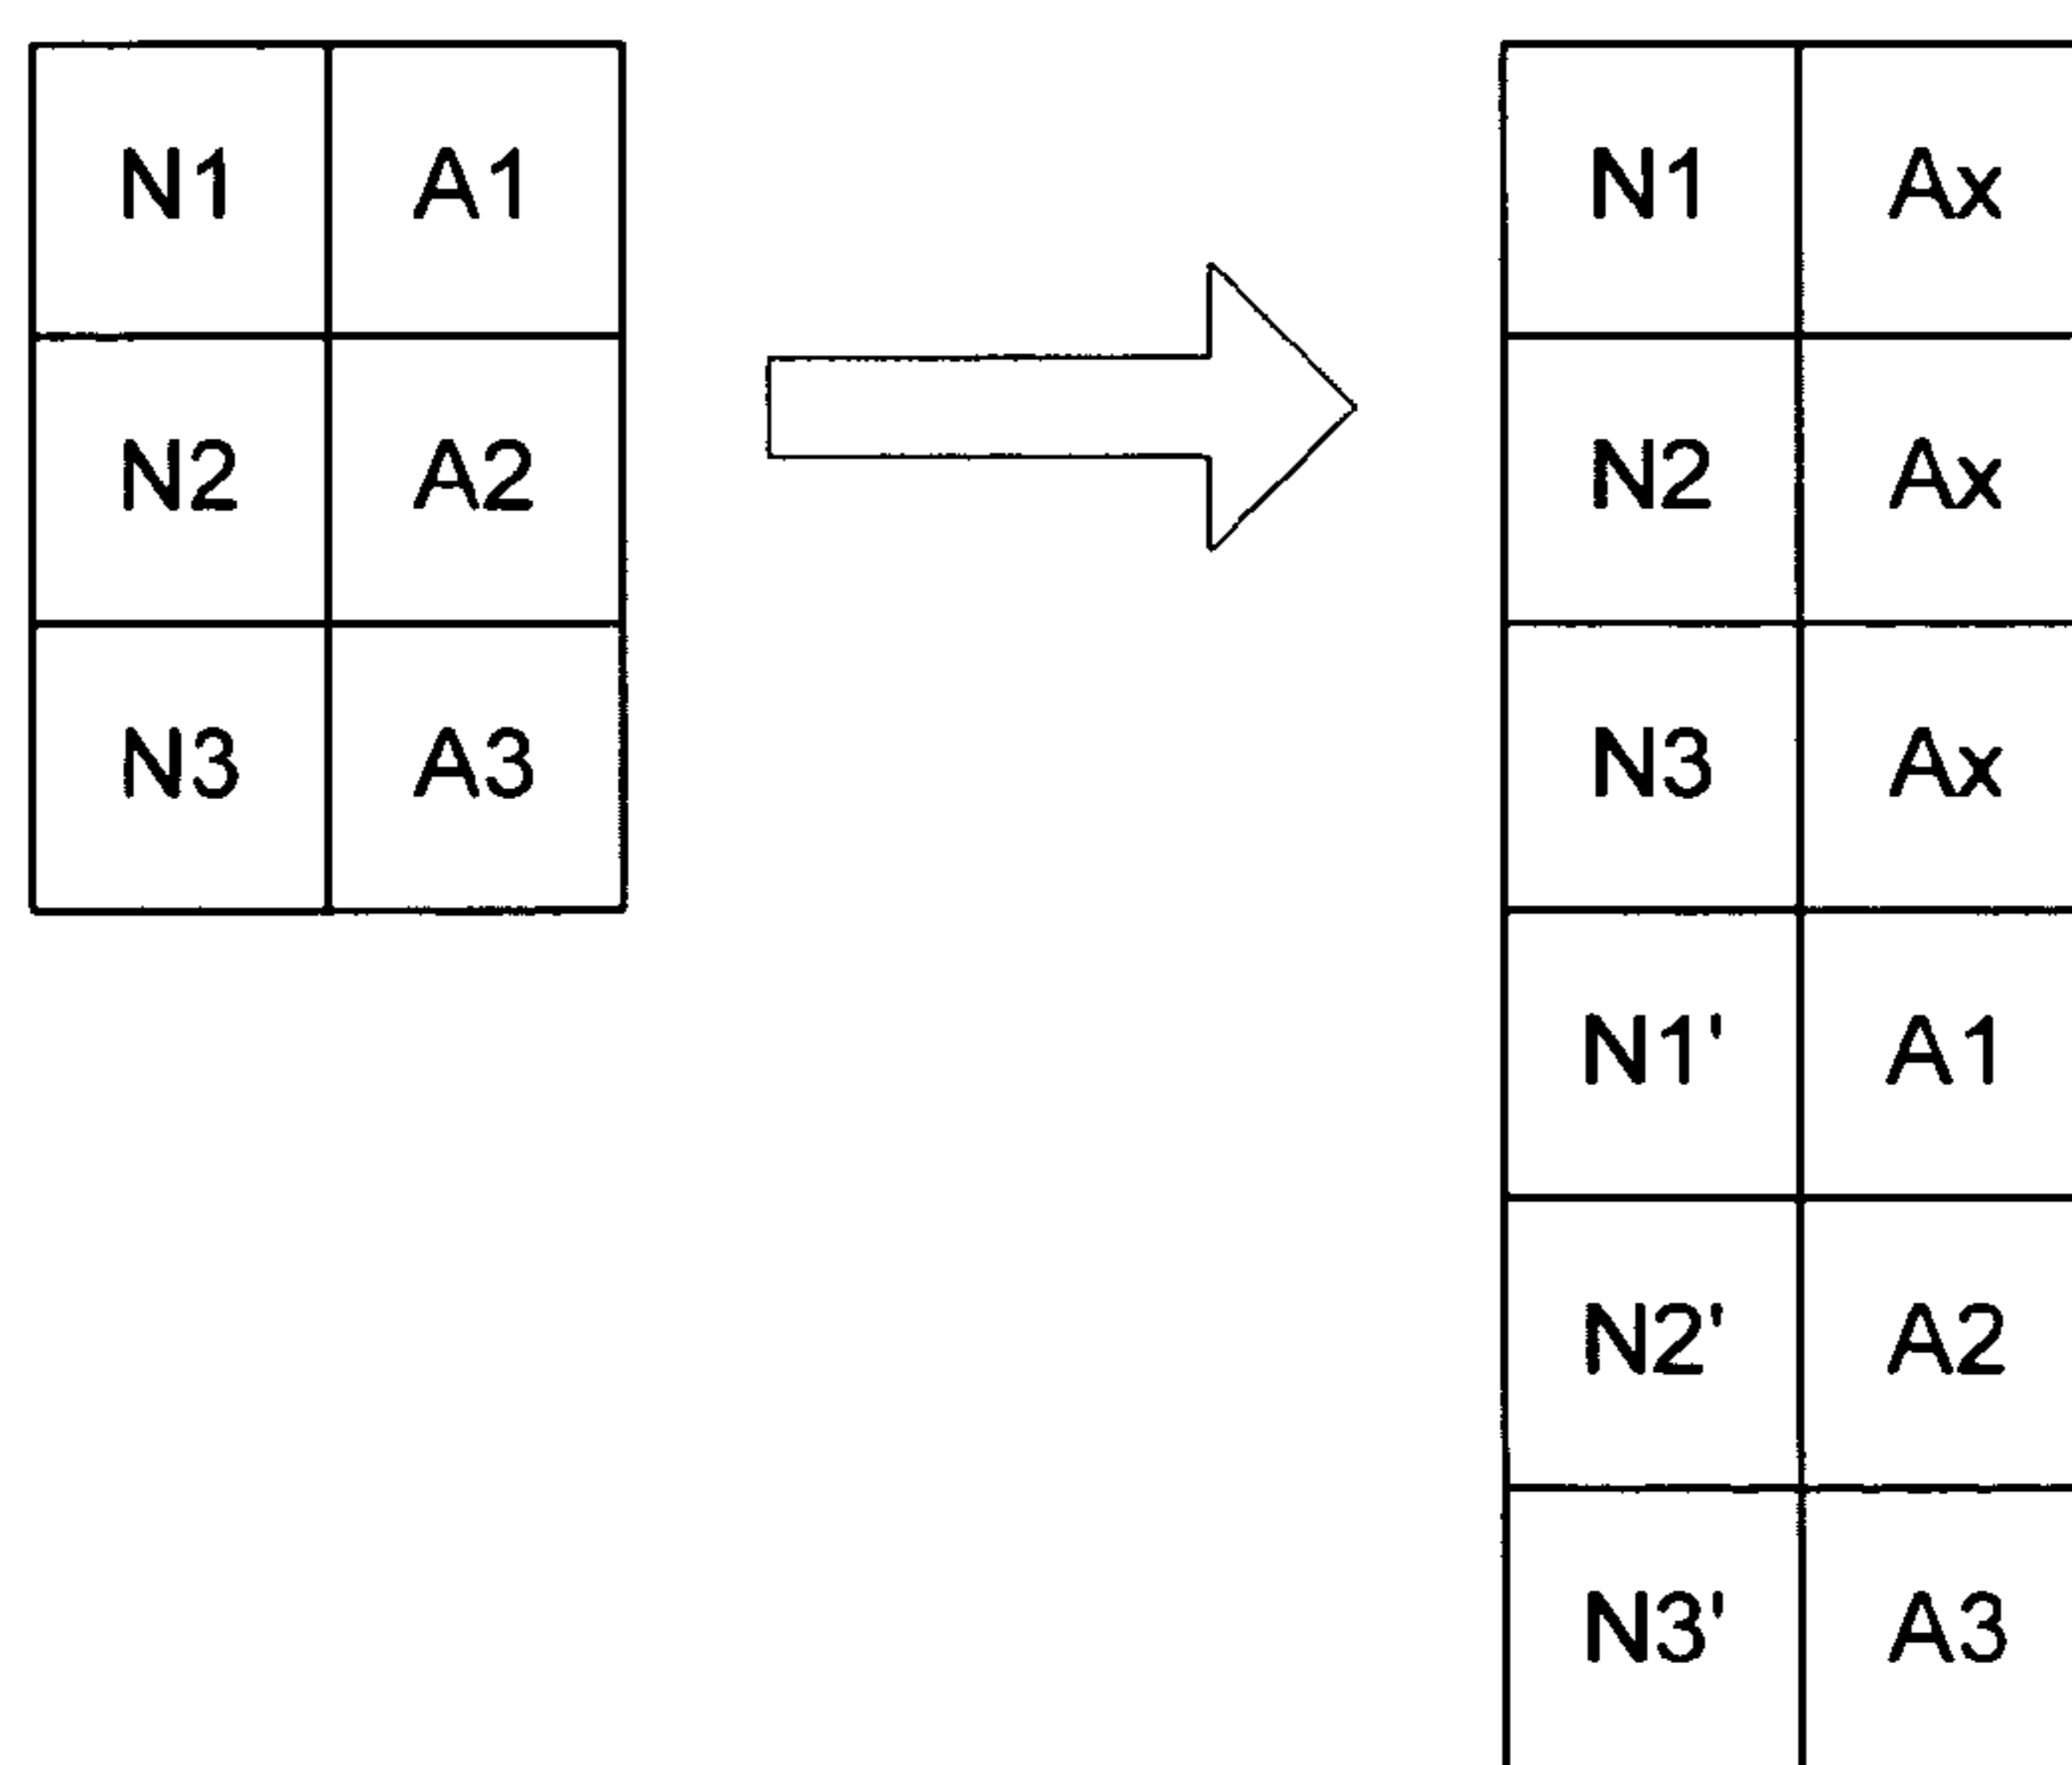 N1 A1
N2 A2
N3 A3
N1 Ax
N2 Ax
N3 Ax
N1' A1
N2' A2
N3' A3